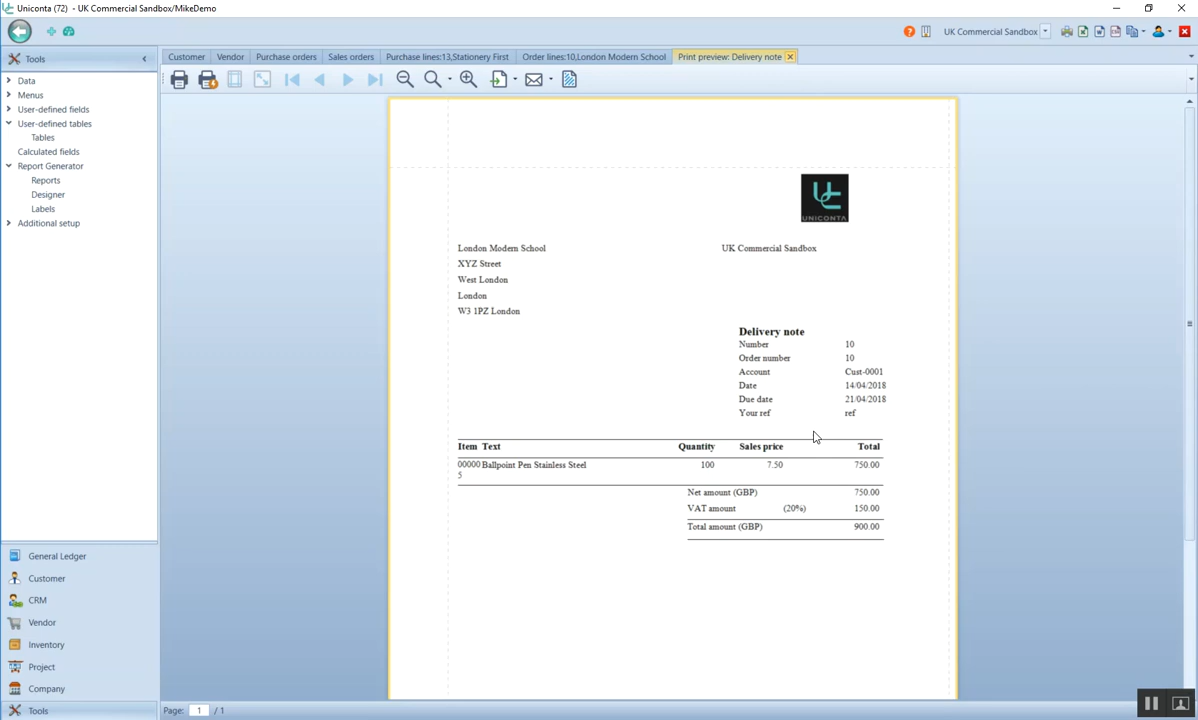 Uniconta (72) - UK Commercial Sandbox/MikeDemo
UK Commercial Sandbox
Tools
Customer Vendor Purchase orders Sales orders Purchase lines:13,Stationery First Order lines:10,London Modern School Print preview: Delivery note
Data
Menus
User-defined fields
User-defined tables
Tables
Calculated fields
Report Generator
Reports
Designer
Labels
Additional setup
General Ledger
Customer
CRM
Vendor
Inventory
Project
Company
Tools
UNICONTA
London Modern School UK Commercial Sandbox
XYZ Street
West London
London
W3 1PZ London
Delivery note
Number 10
Order number 10
Account Cust-0001
Date 14/04/2018
Due date 21/04/2018
Your ref ref
Item Text Quantity Sales price Total
00000 Ballpoint Pen Stainless Steel 100 7.50 750.00
5
Net amount (GBP) 750.00
VAT amount (20%) 150.00
Total amount (GBP) 900.00
Page: 1 / 1